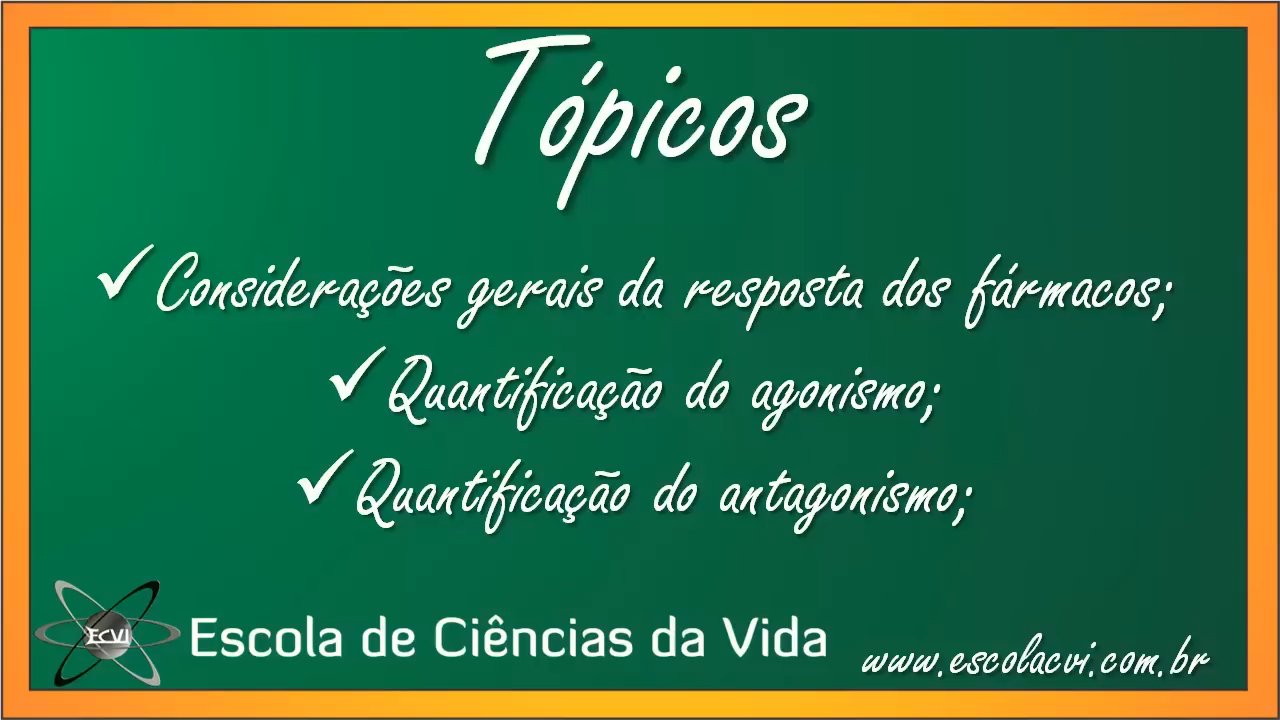 Tópicos
✓Considerações gerais da resposta dos fármacos;
✓Quantificação do agonismo;
✓Quantificação do antagonismo;
ECVI
Escola de Ciências da Vida
www.escolacvi.com.br